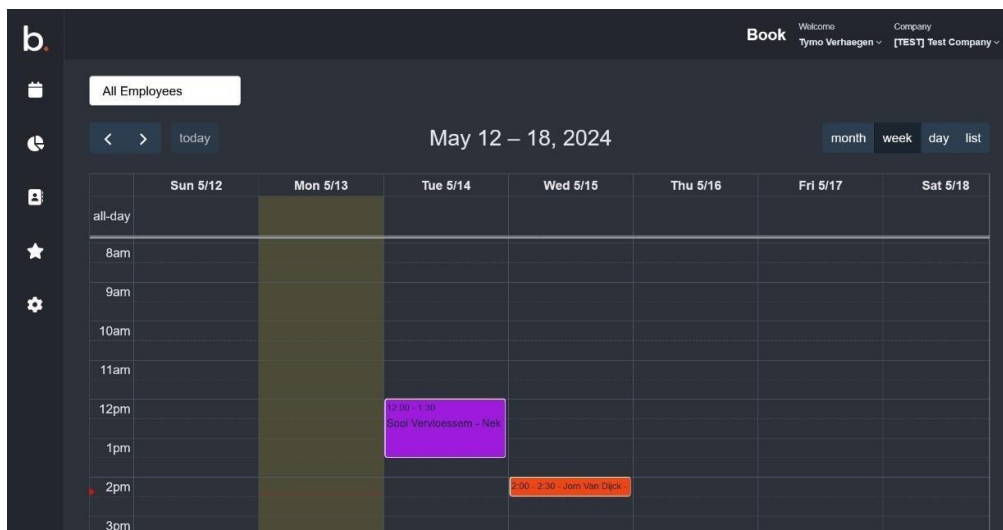 b.
Book
Welcome
Tymo Verhaegen
Company
[TEST] Test Company
All Employees
today
May 12 – 18, 2024
month week day list
Sun 5/12 Mon 5/13 Tue 5/14 Wed 5/15 Thu 5/16 Fri 5/17 Sat 5/18
all-day
8am
9am
10am
11am
12pm
12:00 - 1:30
Sooi Vervloessem - Nek
1pm
2pm
2:00 - 2:30 - Jom Van Dijck -
3pm